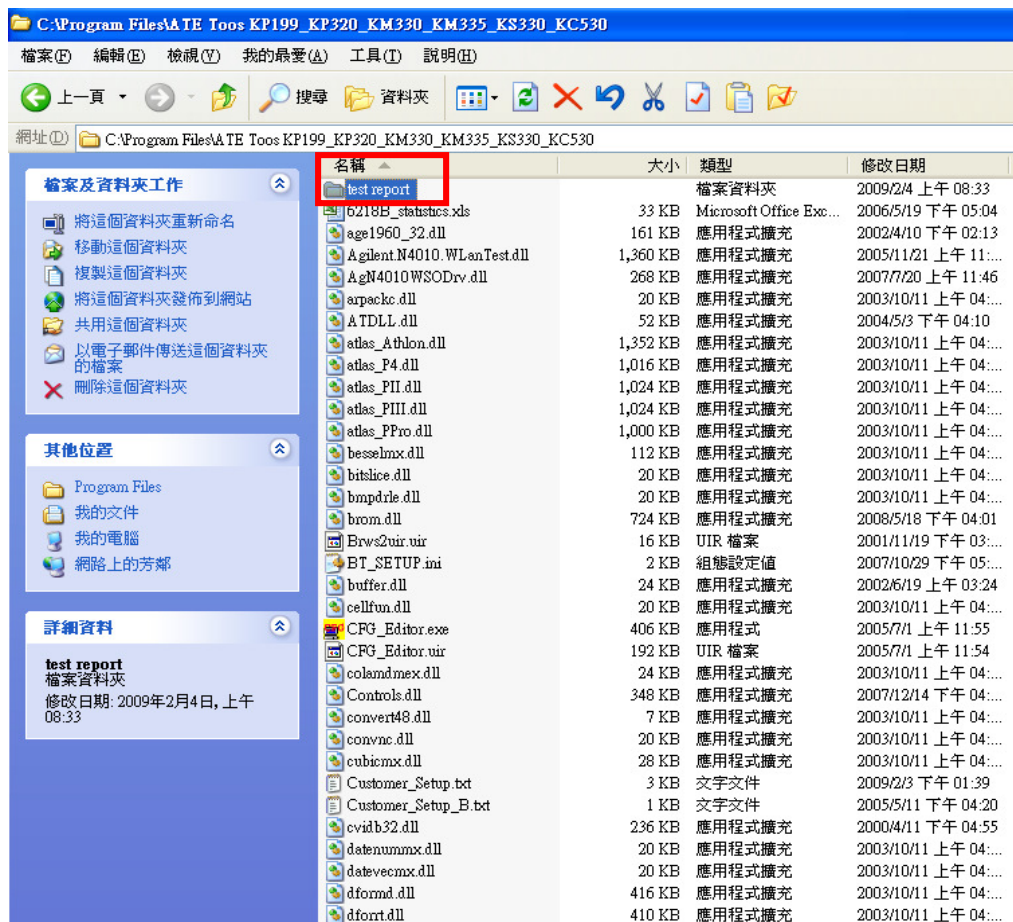 C:\Program Files\ATE Toos KP199_KP320_KM330_KM335_KS330_KC530
檔案(F) 編輯(E) 檢視(V) 我的最愛(A) 工具(T) 說明(H)
上一頁 搜尋 資料夾
網址(D) C:\Program Files\ATE Toos KP199_KP320_KM330_KM335_KS330_KC530
檔案及資料夾工作
將這個資料夾重新命名
移動這個資料夾
複製這個資料夾
將這個資料夾發佈到網站
共用這個資料夾
以電子郵件傳送這個資料夾
的檔案
刪除這個資料夾
其他位置
Program Files
我的文件
我的電腦
網路上的芳鄰
詳細資料
test report
檔案資料夾
修改日期: 2009年2月4日, 上午
08:33
名稱 大小 類型 修改日期
test report 檔案資料夾 2009/2/4 上午 08:33
6218B_statistics.xls 33 KB Microsoft Office Exc... 2006/5/19 下午 05:04
age1960_32.dll 161 KB 應用程式擴充 2002/4/10 下午 02:13
Agilent.N4010.WLanTest.dll 1,360 KB 應用程式擴充 2005/11/21 上午 11:...
AgN4010WSODrv.dll 268 KB 應用程式擴充 2007/7/20 上午 11:46
arpackc.dll 20 KB 應用程式擴充 2003/10/11 上午 04:...
ATDLL.dll 52 KB 應用程式擴充 2004/5/3 下午 04:10
atlas_Athlon.dll 1,352 KB 應用程式擴充 2003/10/11 上午 04:...
atlas_P4.dll 1,016 KB 應用程式擴充 2003/10/11 上午 04:...
atlas_PII.dll 1,024 KB 應用程式擴充 2003/10/11 上午 04:...
atlas_PIII.dll 1,024 KB 應用程式擴充 2003/10/11 上午 04:...
atlas_PPro.dll 1,000 KB 應用程式擴充 2003/10/11 上午 04:...
besselmx.dll 112 KB 應用程式擴充 2003/10/11 上午 04:...
bitslice.dll 20 KB 應用程式擴充 2003/10/11 上午 04:...
bmpdrle.dll 20 KB 應用程式擴充 2003/10/11 上午 04:...
brom.dll 724 KB 應用程式擴充 2008/5/18 下午 04:01
Brws2uir.uir 16 KB UIR 檔案 2001/11/19 下午 03:...
BT_SETUP.ini 2 KB 組態設定值 2007/10/29 下午 05:...
buffer.dll 24 KB 應用程式擴充 2002/6/19 上午 03:24
cellfun.dll 20 KB 應用程式擴充 2003/10/11 上午 04:...
CFG_Editor.exe 406 KB 應用程式 2005/7/1 上午 11:55
CFG_Editor.uir 192 KB UIR 檔案 2005/7/1 上午 11:54
colamdmex.dll 24 KB 應用程式擴充 2003/10/11 上午 04:...
Controls.dll 348 KB 應用程式擴充 2007/12/14 下午 04:...
convert48.dll 7 KB 應用程式擴充 2003/10/11 上午 04:...
convnc.dll 20 KB 應用程式擴充 2003/10/11 上午 04:...
cubicmx.dll 28 KB 應用程式擴充 2003/10/11 上午 04:...
Customer_Setup.txt 3 KB 文字文件 2009/2/3 下午 01:39
Customer_Setup_B.txt 1 KB 文字文件 2005/5/11 下午 04:20
cvidb32.dll 236 KB 應用程式擴充 2000/4/11 下午 04:55
datenummx.dll 20 KB 應用程式擴充 2003/10/11 上午 04:...
datevecmx.dll 20 KB 應用程式擴充 2003/10/11 上午 04:...
dformd.dll 416 KB 應用程式擴充 2003/10/11 上午 04:...
dforrt.dll 410 KB 應用程式擴充 2003/10/11 上午 04:...